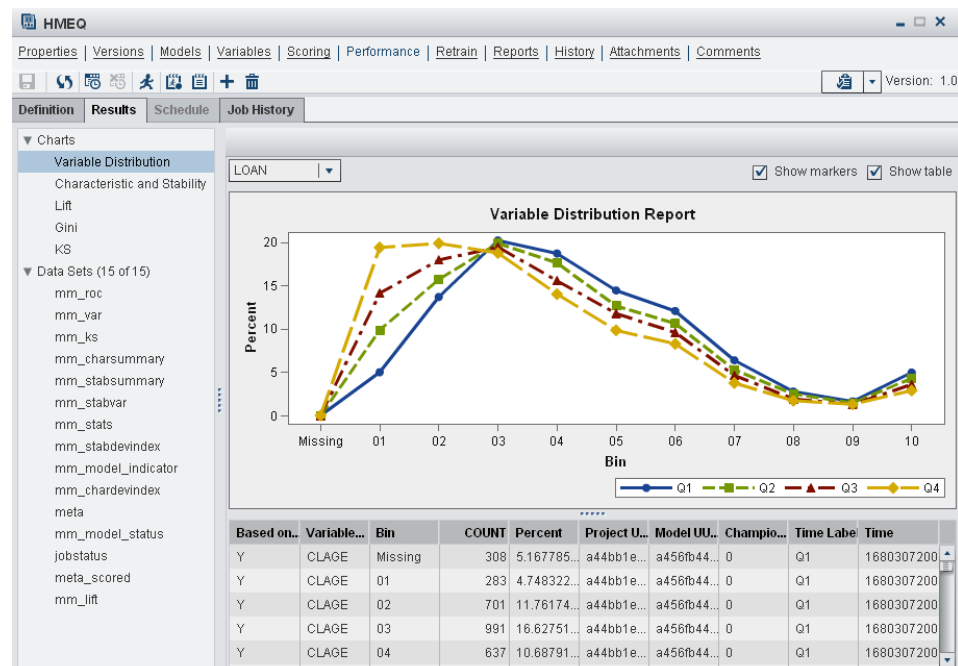 HMEQ
Properties | Versions | Models | Variables | Scoring | Performance | Retrain | Reports | History | Attachments | Comments
Version: 1.0
Definition Results Schedule Job History
Charts
Variable Distribution
Characteristic and Stability
Lift
Gini
KS
Data Sets (15 of 15)
mm_roc
mm_var
mm_ks
mm_charsummary
mm_stabsummary
mm_stabvar
mm_stats
mm_stabdevindex
mm_model_indicator
mm_chardevindex
meta
mm_model_status
jobstatus
meta_scored
mm_lift
LOAN
Show markers Show table
Variable Distribution Report
Percent
20
15
10
5
0
Missing 01 02 03 04 05 06 07 08 09 10
Bin
Q1 Q2 Q3 Q4
Based on... Variable... Bin COUNT Percent Project U... Model UU... Champio... Time Label Time
Y CLAGE Missing 308 5.167785... a44bb1e... a456fb44... 0 Q1 1680307200
Y CLAGE 01 283 4.748322... a44bb1e... a456fb44... 0 Q1 1680307200
Y CLAGE 02 701 11.76174... a44bb1e... a456fb44... 0 Q1 1680307200
Y CLAGE 03 991 16.62751... a44bb1e... a456fb44... 0 Q1 1680307200
Y CLAGE 04 637 10.68791... a44bb1e... a456fb44... 0 Q1 1680307200